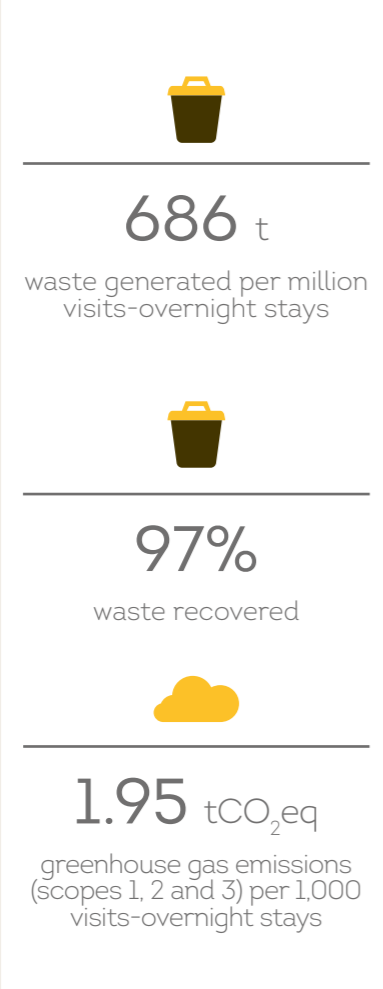 686 t
waste generated per million
visits-overnight stays
97%
waste recovered
1.95 tCO₂eq
greenhouse gas emissions
(scopes 1, 2 and 3) per 1,000
visits-overnight stays